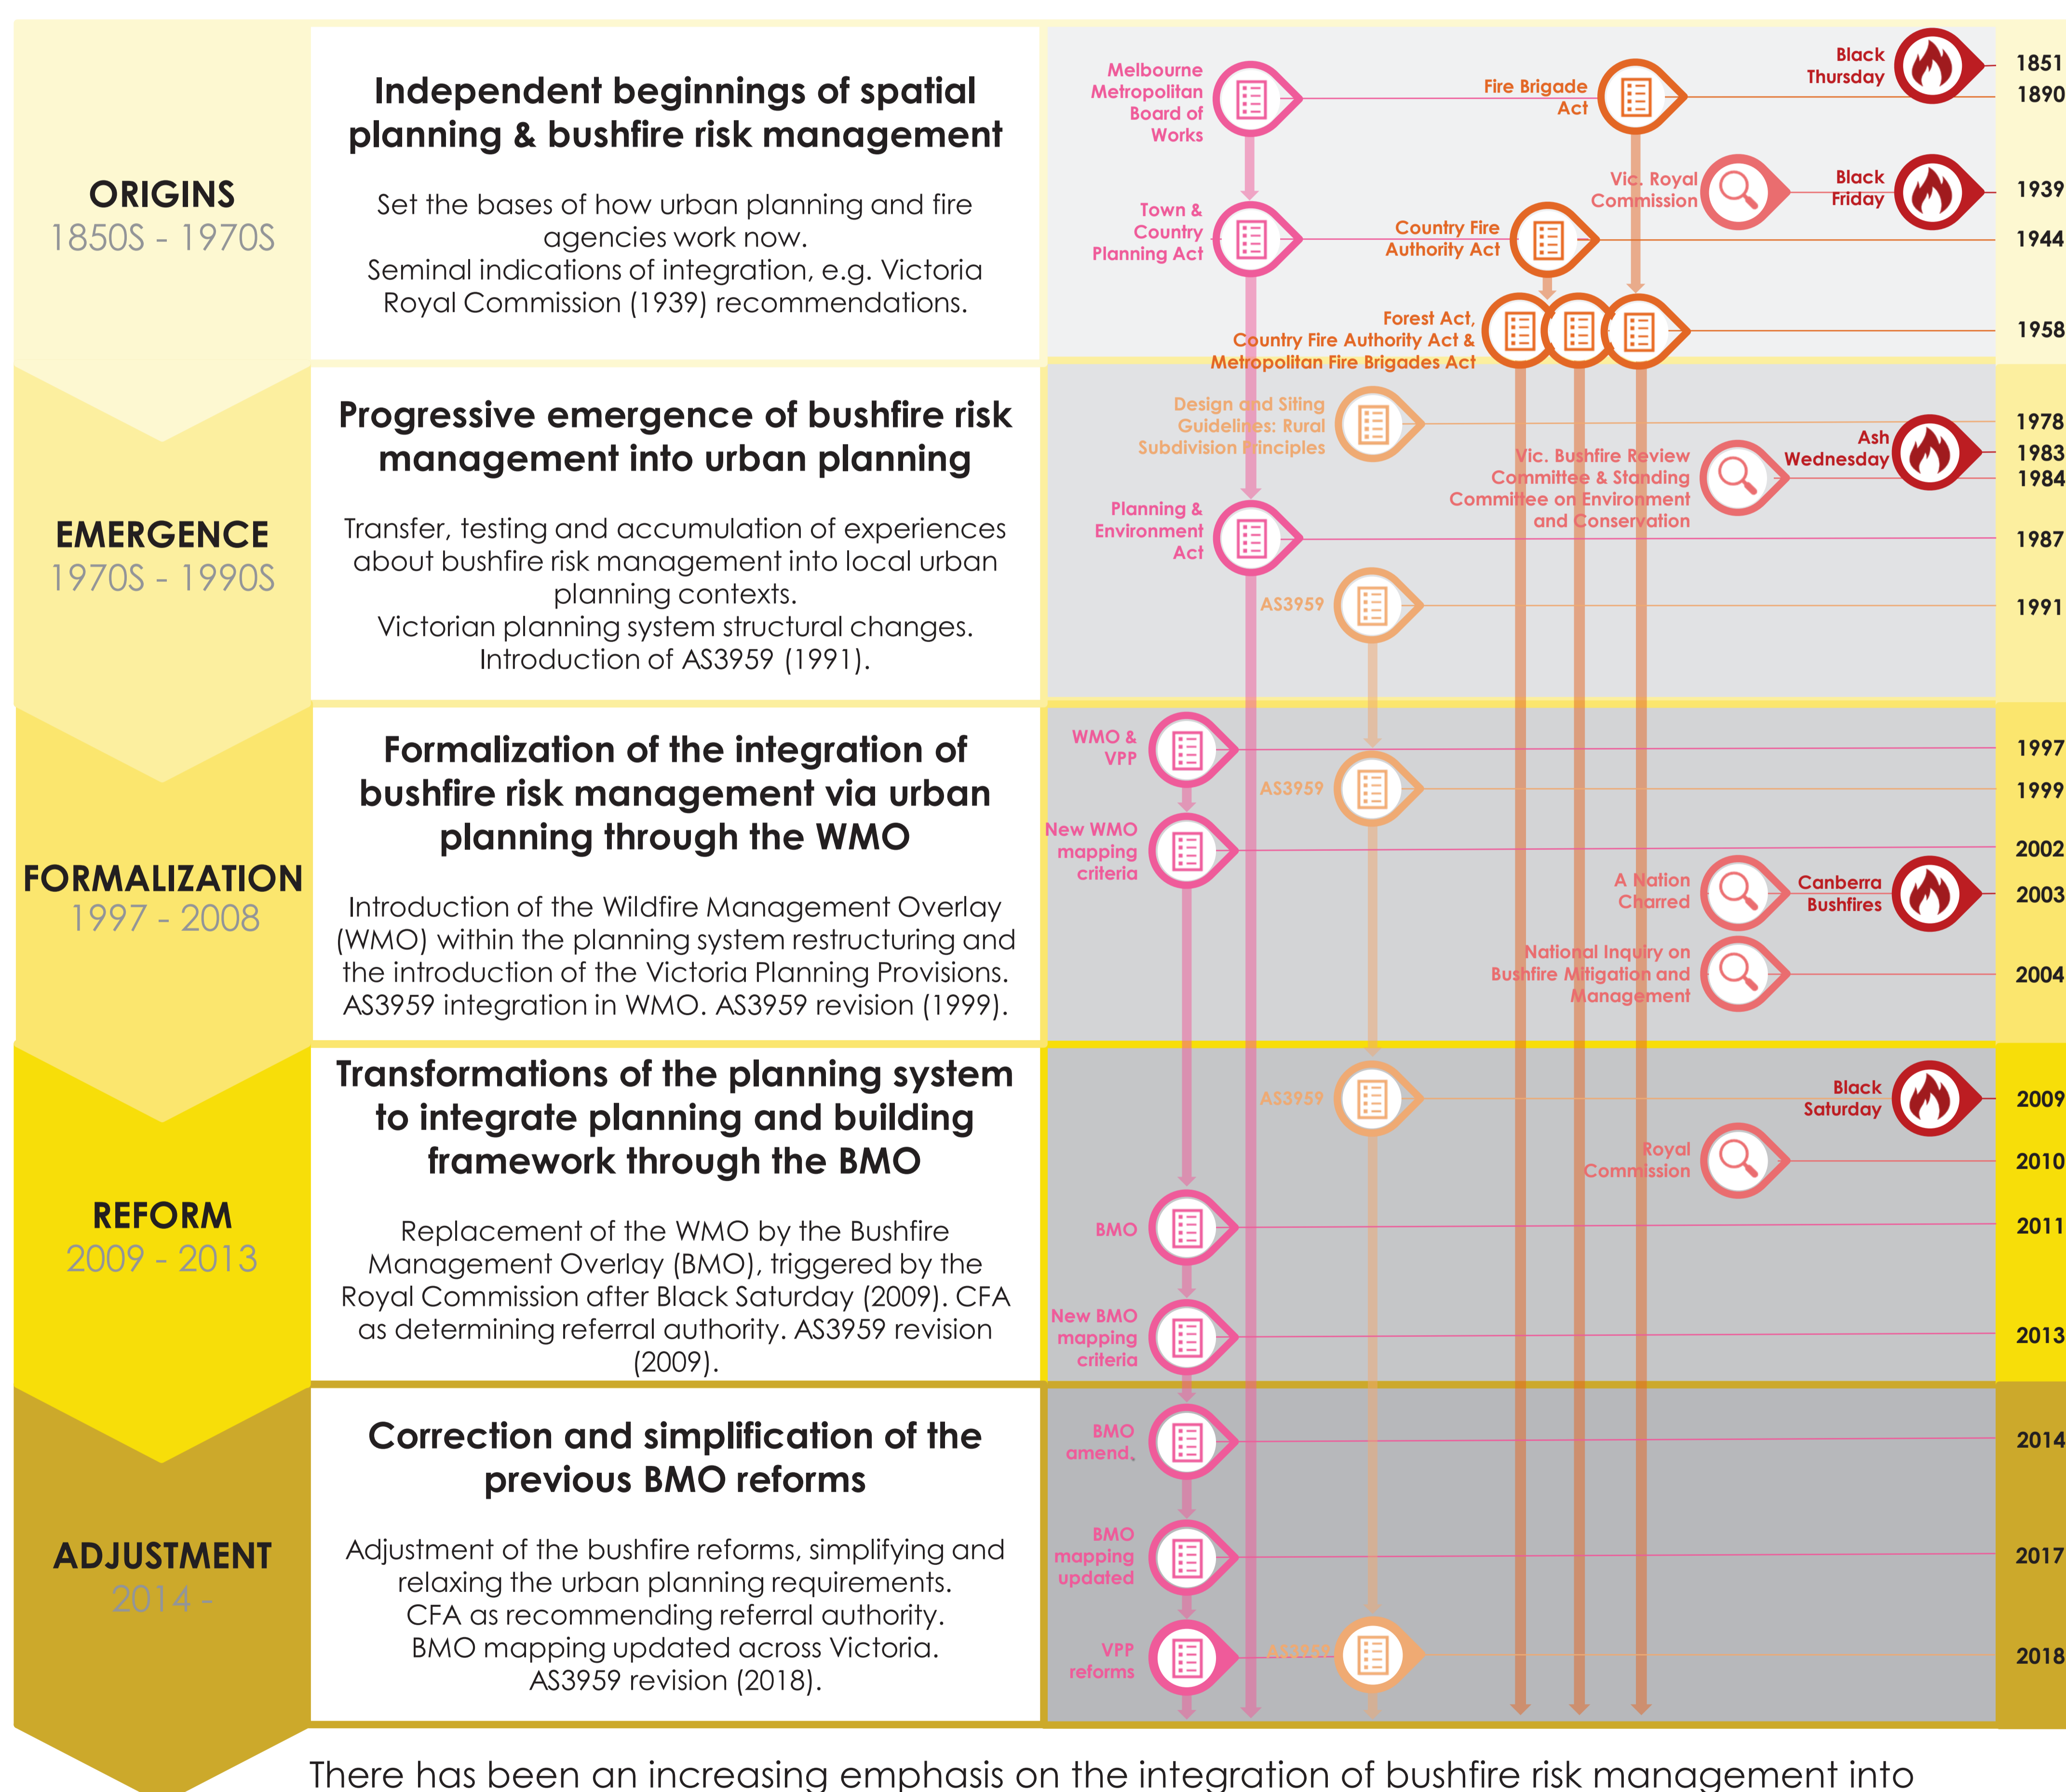 ORIGINS
1850S - 1970S
Independent beginnings of spatial
planning & bushfire risk management
Set the bases of how urban planning and fire
agencies work now.
Seminal indications of integration, e.g. Victoria
Royal Commission (1939) recommendations.
Melbourne
Metropolitan
Board of
Works
Fire Brigade
Act
Black
Thursday
1851
1890
Vic. Royal
Commission
Black
Friday
1939
Town &
Country
Planning Act
Country Fire
Authority Act
1944
Forest Act,
Country Fire Authority Act &
Metropolitan Fire Brigades Act
1958
EMERGENCE
1970S - 1990S
Progressive emergence of bushfire risk
management into urban planning
Transfer, testing and accumulation of experiences
about bushfire risk management into local urban
planning contexts.
Victorian planning system structural changes.
Introduction of AS3959 (1991).
Design and Siting
Guidelines: Rural
Subdivision Principles
1978
Ash
Wednesday
1983
Vic. Bushfire Review
Committee & Standing
Committee on Environment
and Conservation
1984
Planning &
Environment
Act
1987
AS3959
1991
FORMALIZATION
1997 - 2008
Formalization of the integration of
bushfire risk management via urban
planning through the WMO
Introduction of the Wildfire Management Overlay
(WMO) within the planning system restructuring and
the introduction of the Victoria Planning Provisions.
AS3959 integration in WMO. AS3959 revision (1999).
WMO &
VPP
1997
AS3959
1999
New WMO
mapping
criteria
2002
A Nation
Charred
Canberra
Bushfires
2003
National Inquiry on
Bushfire Mitigation and
Management
2004
REFORM
2009 - 2013
Transformations of the planning system
to integrate planning and building
framework through the BMO
Replacement of the WMO by the Bushfire
Management Overlay (BMO), triggered by the
Royal Commission after Black Saturday (2009). CFA
as determining referral authority. AS3959 revision
(2009).
AS3959
Black
Saturday
2009
Royal
Commission
2010
BMO
2011
New BMO
mapping
criteria
2013
ADJUSTMENT
2014 -
Correction and simplification of the
previous BMO reforms
Adjustment of the bushfire reforms, simplifying and
relaxing the urban planning requirements.
CFA as recommending referral authority.
BMO mapping updated across Victoria.
AS3959 revision (2018).
BMO
amend.
2014
BMO
mapping
updated
2017
VPP
reforms
AS3959
2018
There has been an increasing emphasis on the integration of bushfire risk management into